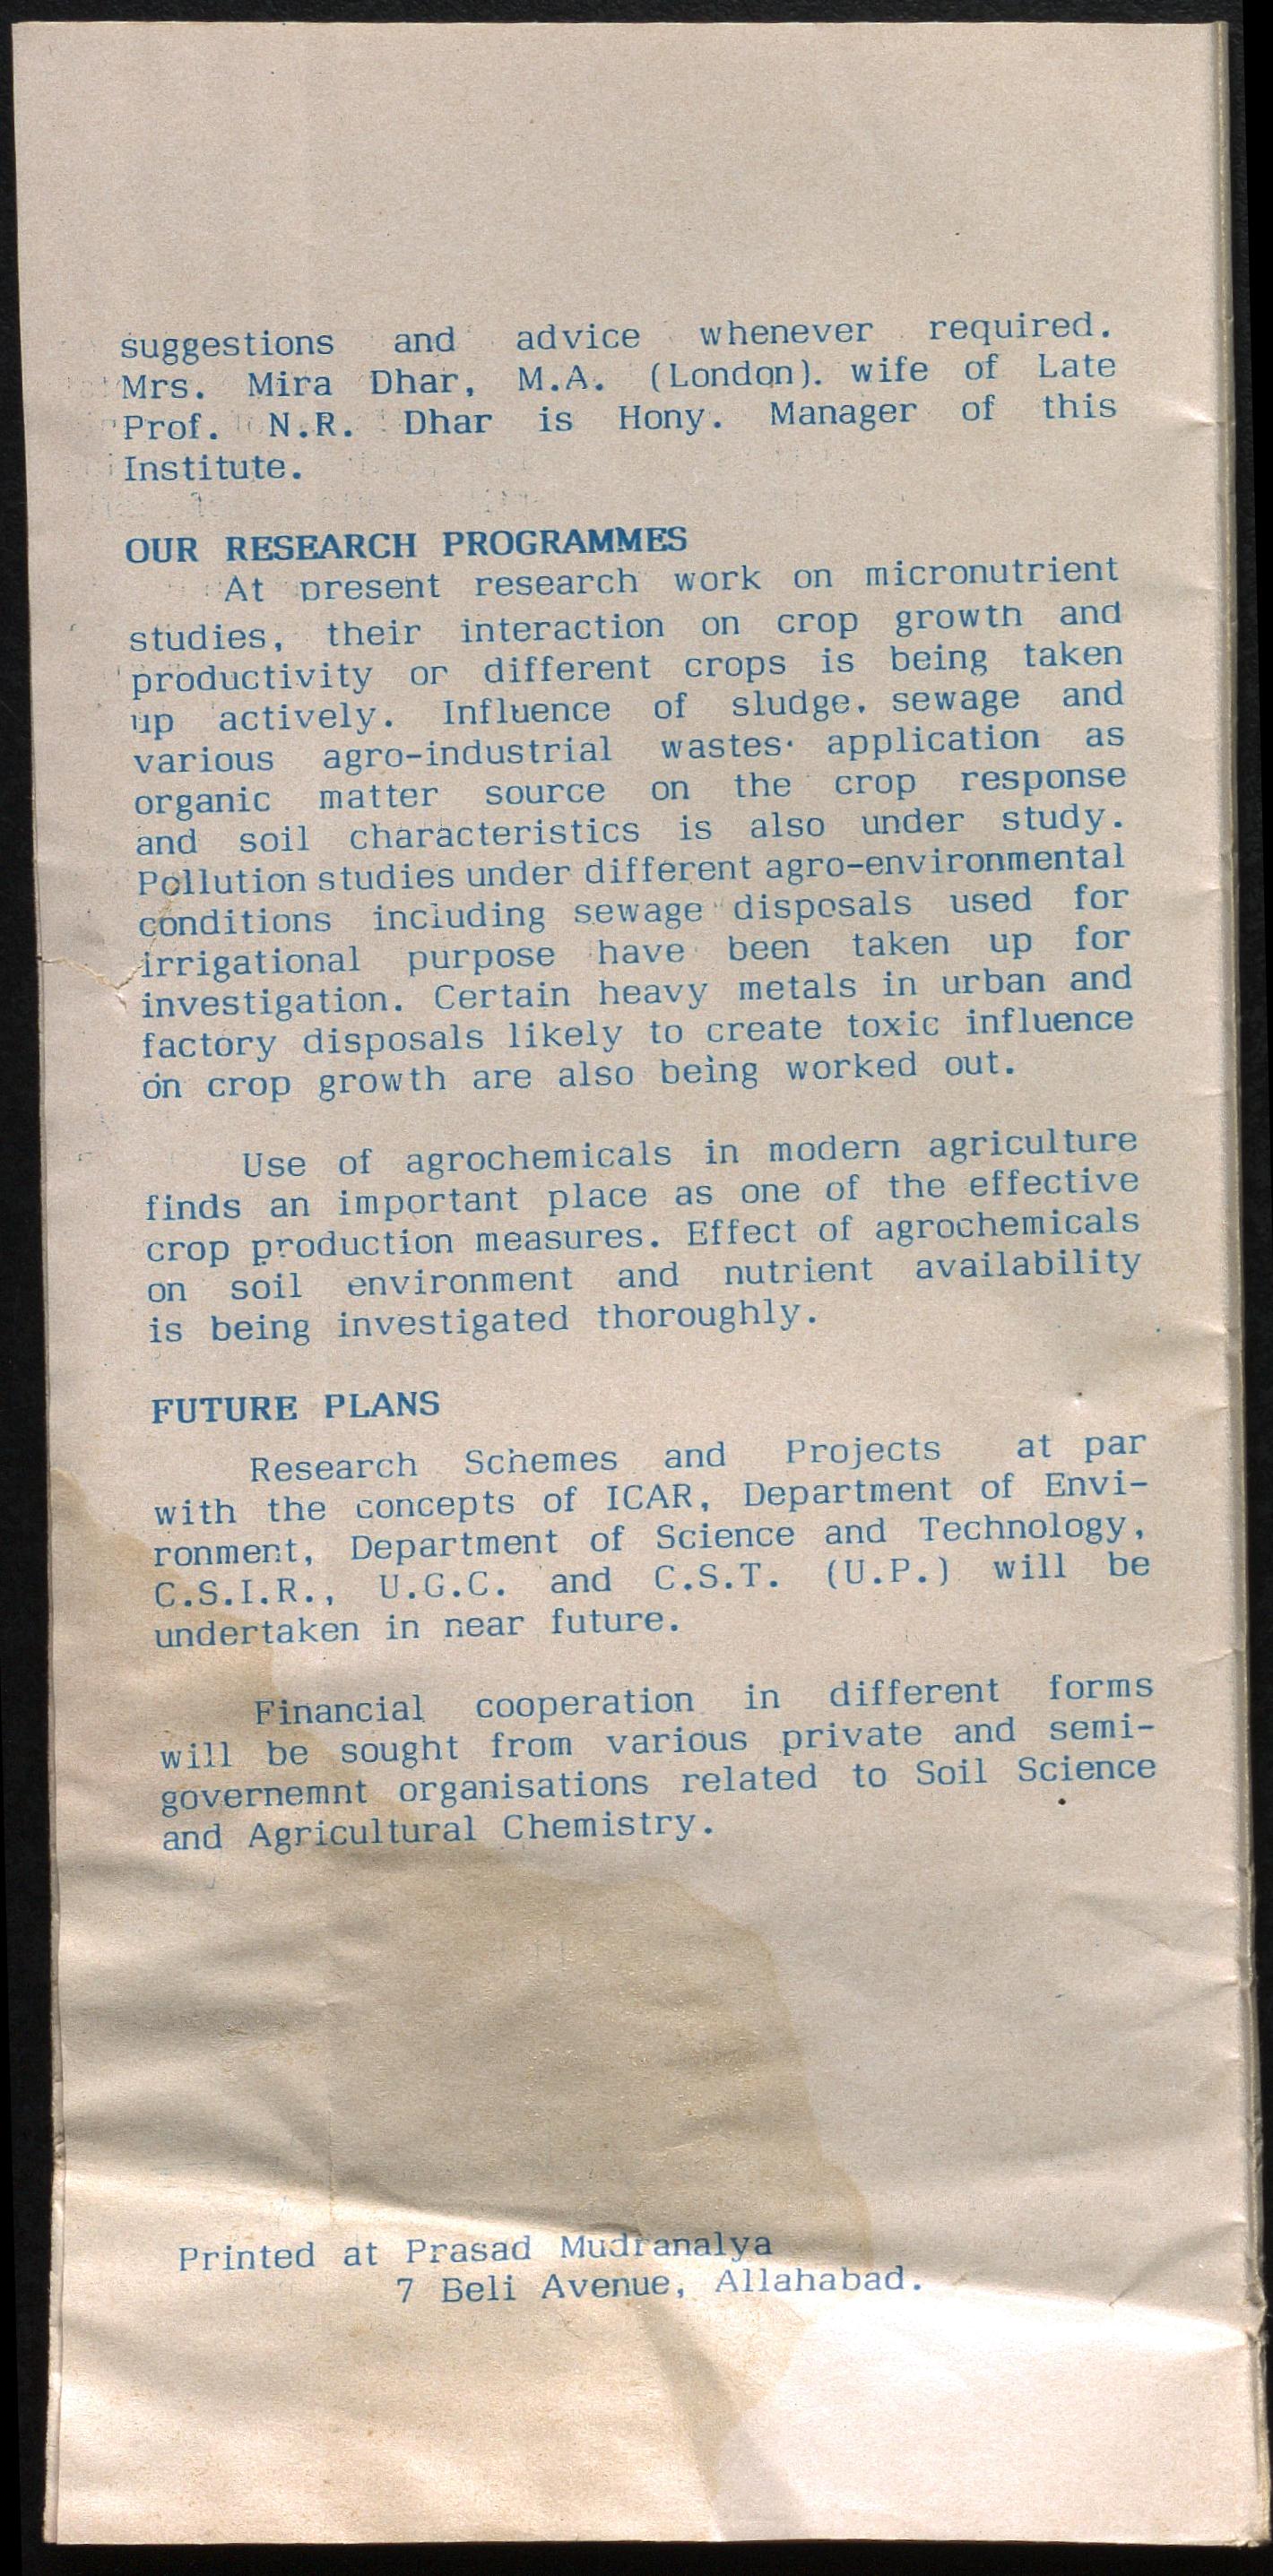 suggestions and advice whenever required.
Mrs. Mira Dhar, M.A. (London). wife of Late
Prof. N.R. Dhar is Hony. Manager of this
Institute.
OUR RESEARCH PROGRAMMES
At present research work on micronutrient
studies, their interaction on crop growth and
productivity or different crops is being taken
up actively. Influence of sludge, sewage and
various agro-industrial wastes· application as
organic matter source on the crop response
and soil characteristics is also under study.
Pollution studies under different agro-environmental
conditions including sewage disposals used for
irrigational purpose have been taken up for
investigation. Certain heavy metals in urban and
factory disposals likely to create toxic influence
on crop growth are also being worked out.
Use of agrochemicals in modern agriculture
finds an important place as one of the effective
crop production measures. Effect of agrochemicals
on soil environment and nutrient availability
is being investigated thoroughly.
FUTURE PLANS
Research Schemes and Projects at par
with the concepts of ICAR, Department of Envi-
ronment, Department of Science and Technology,
C.S.I.R., U.G.C. and C.S.T. (U.P.) will be
undertaken in near future.
Financial cooperation in different forms
will be sought from various private and semi-
governemnt organisations related to Soil Science
and Agricultural Chemistry.
Printed at Prasad Mudranalya
7 Beli Avenue, Allahabad.